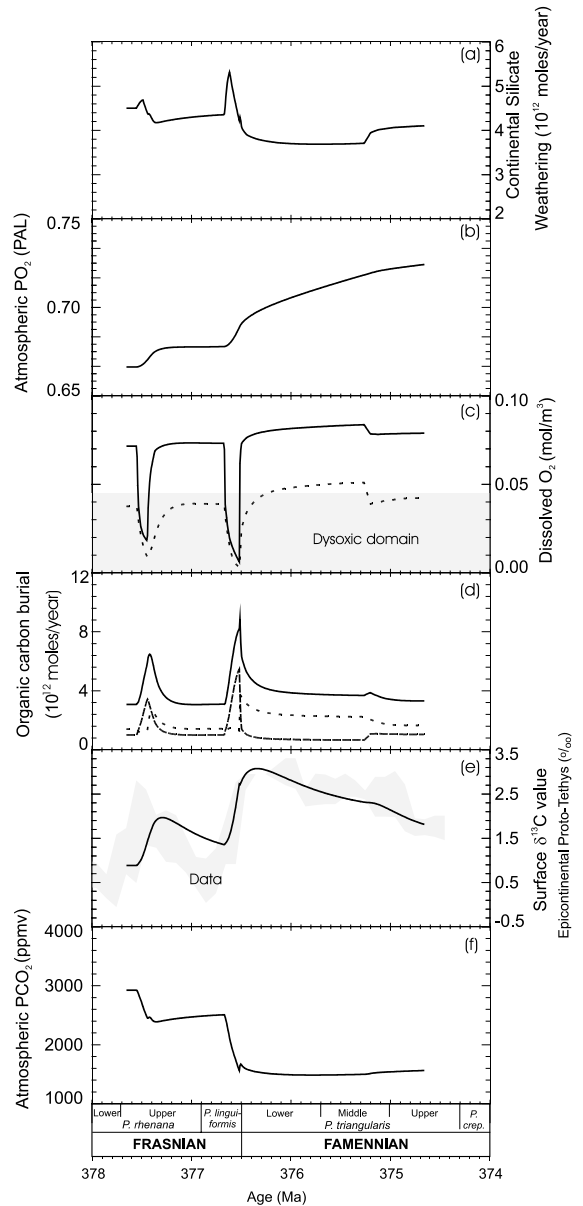 (a)
6
5
4
3
2
Continental Silicate
Weathering (10¹² moles/year)
(b)
0.75
0.70
0.65
Atmospheric PO₂ (PAL)
(c)
0.10
0.05
0.00
Dissolved O₂ (mol/m³)
Dysoxic domain
(d)
12
8
4
0
Organic carbon burial
(10¹² moles/year)
(e)
3.5
2.5
1.5
0.5
-0.5
Surface δ¹³C value
Epicontinental Proto-Tethys (º/ₒₒ)
Data
(f)
4000
3000
2000
1000
Atmospheric PCO₂ (ppmv)
Lower
Upper
P. rhenana
P. lingui-
formis
Lower
Middle
Upper
P. triangularis
P.
crep.
FRASNIAN
FAMENNIAN
378 377 376 375 374
Age (Ma)